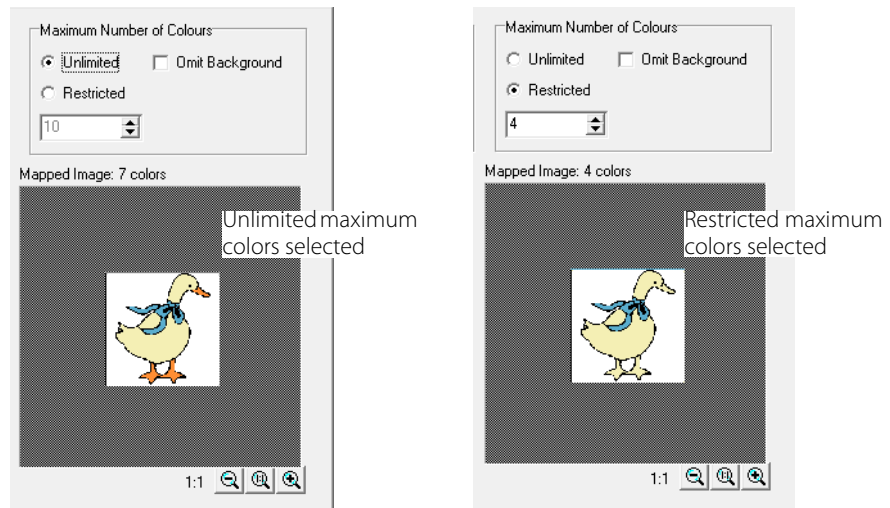 Maximum Number of Colours
Unlimited Omit Background
Restricted
10
Mapped Image: 7 colors
Unlimited maximum
colors selected
1:1
Maximum Number of Colours
Unlimited Omit Background
Restricted
4
Mapped Image: 4 colors
Restricted maximum
colors selected
1:1